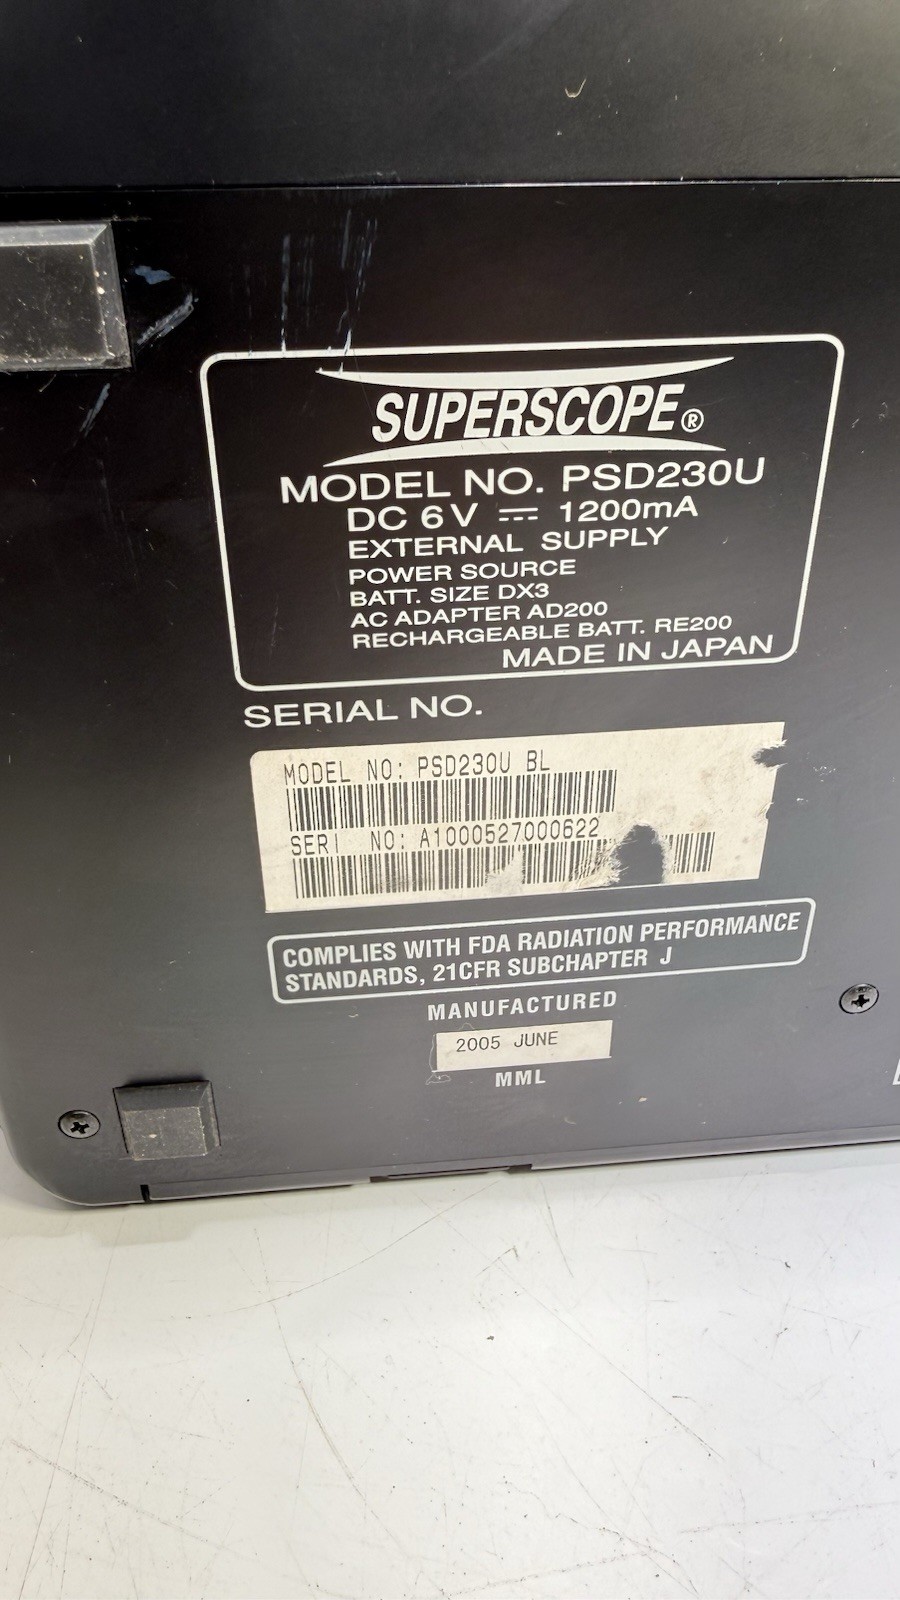 SUPERSCOPE®
MODEL NO. PSD230U
DC 6V ⎓ 1200mA
EXTERNAL SUPPLY
POWER SOURCE
BATT. SIZE DX3
AC ADAPTER AD200
RECHARGEABLE BATT. RE200
MADE IN JAPAN
SERIAL NO.
MODEL NO: PSD230U BL
SERI NO: A1000527000622
COMPLIES WITH FDA RADIATION PERFORMANCE
STANDARDS, 21CFR SUBCHAPTER J
MANUFACTURED
2005 JUNE
MML